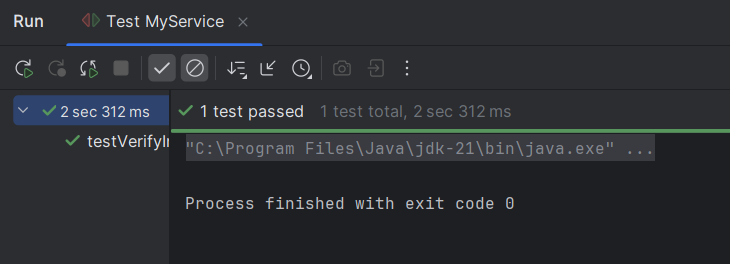 Run Test MyService
2 sec 312 ms
1 test passed 1 test total, 2 sec 312 ms
testVerifyI
"C:\Program Files\Java\jdk-21\bin\java.exe" ...
Process finished with exit code 0